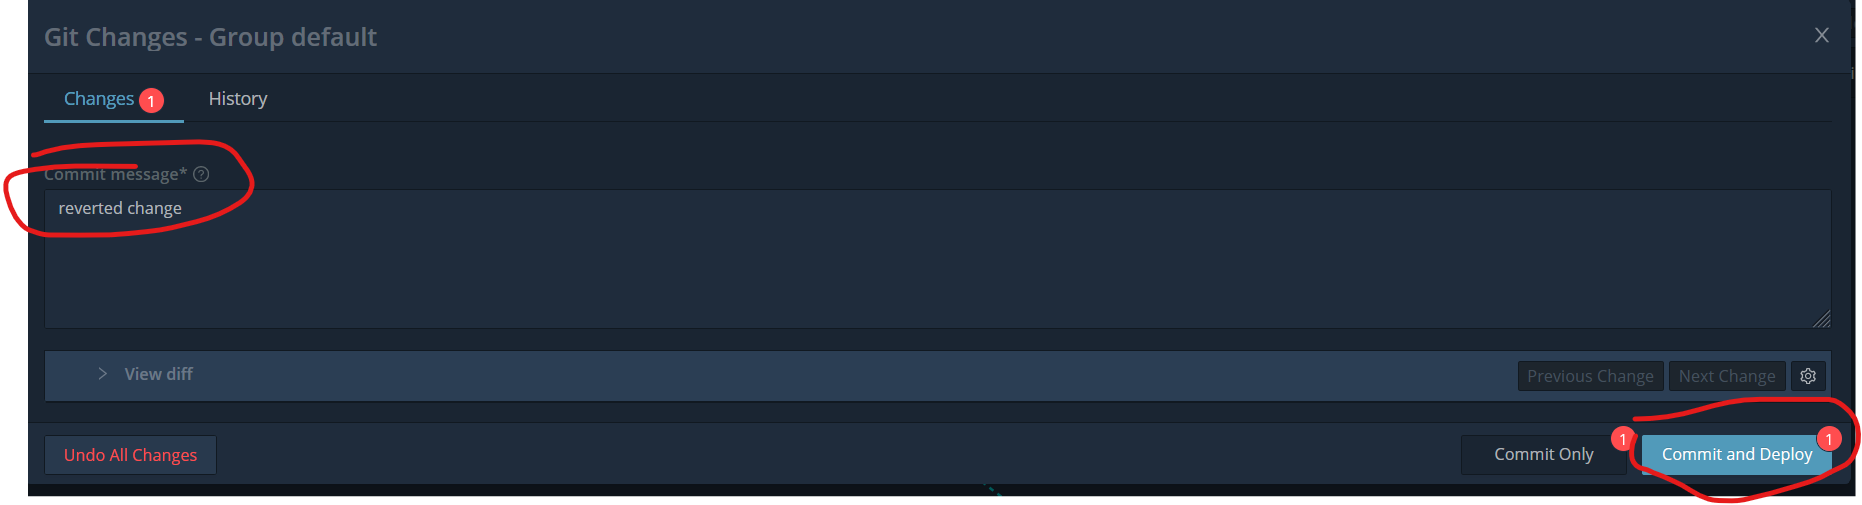 Git Changes - Group default
Changes 1 History
Commit message*
reverted change
View diff Previous Change Next Change
Undo All Changes Commit Only 1 Commit and Deploy 1